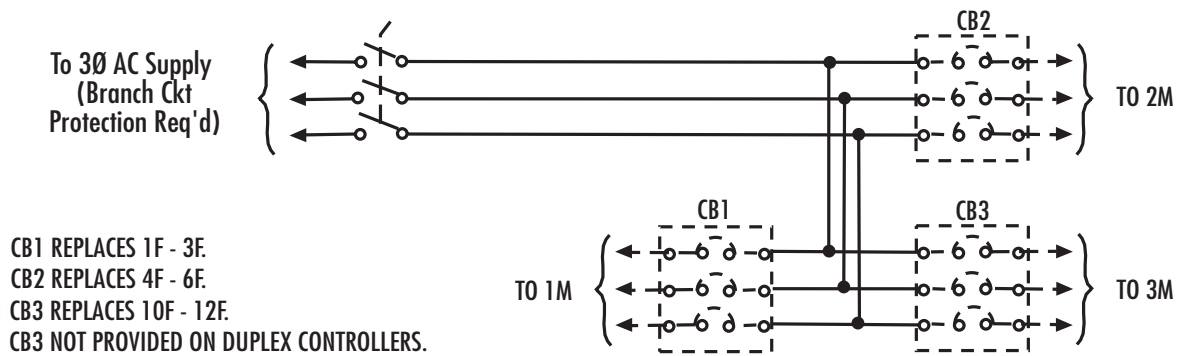 CB2
To 3Ø AC Supply
(Branch Ckt
Protection Req'd)
TO 2M
CB1
CB3
TO 1M
TO 3M
CB1 REPLACES 1F - 3F.
CB2 REPLACES 4F - 6F.
CB3 REPLACES 10F - 12F.
CB3 NOT PROVIDED ON DUPLEX CONTROLLERS.